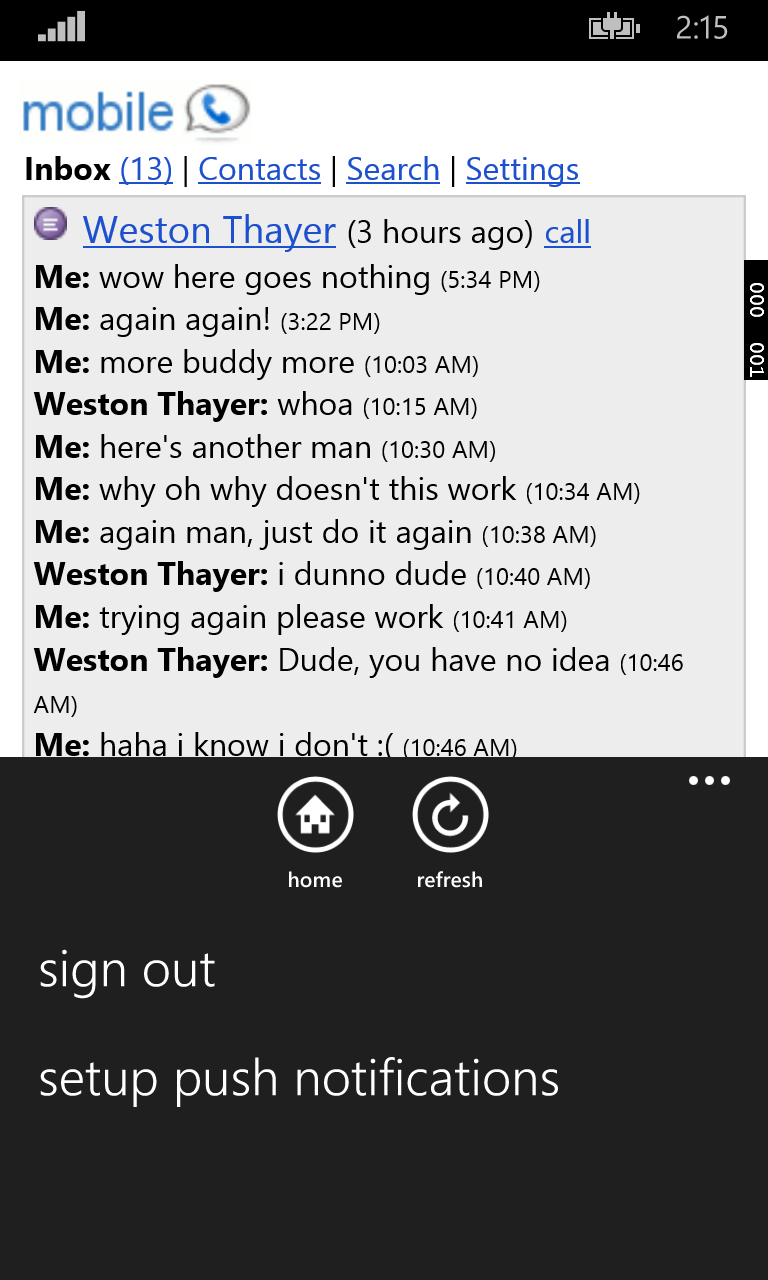 2:15
mobile
Inbox (13) | Contacts | Search | Settings
Weston Thayer (3 hours ago) call
000 001
Me: wow here goes nothing (5:34 PM)
Me: again again! (3:22 PM)
Me: more buddy more (10:03 AM)
Weston Thayer: whoa (10:15 AM)
Me: here's another man (10:30 AM)
Me: why oh why doesn't this work (10:34 AM)
Me: again man, just do it again (10:38 AM)
Weston Thayer: i dunno dude (10:40 AM)
Me: trying again please work (10:41 AM)
Weston Thayer: Dude, you have no idea (10:46
AM)
Me: haha i know i don't :( (10:46 AM)
home
refresh
sign out
setup push notifications